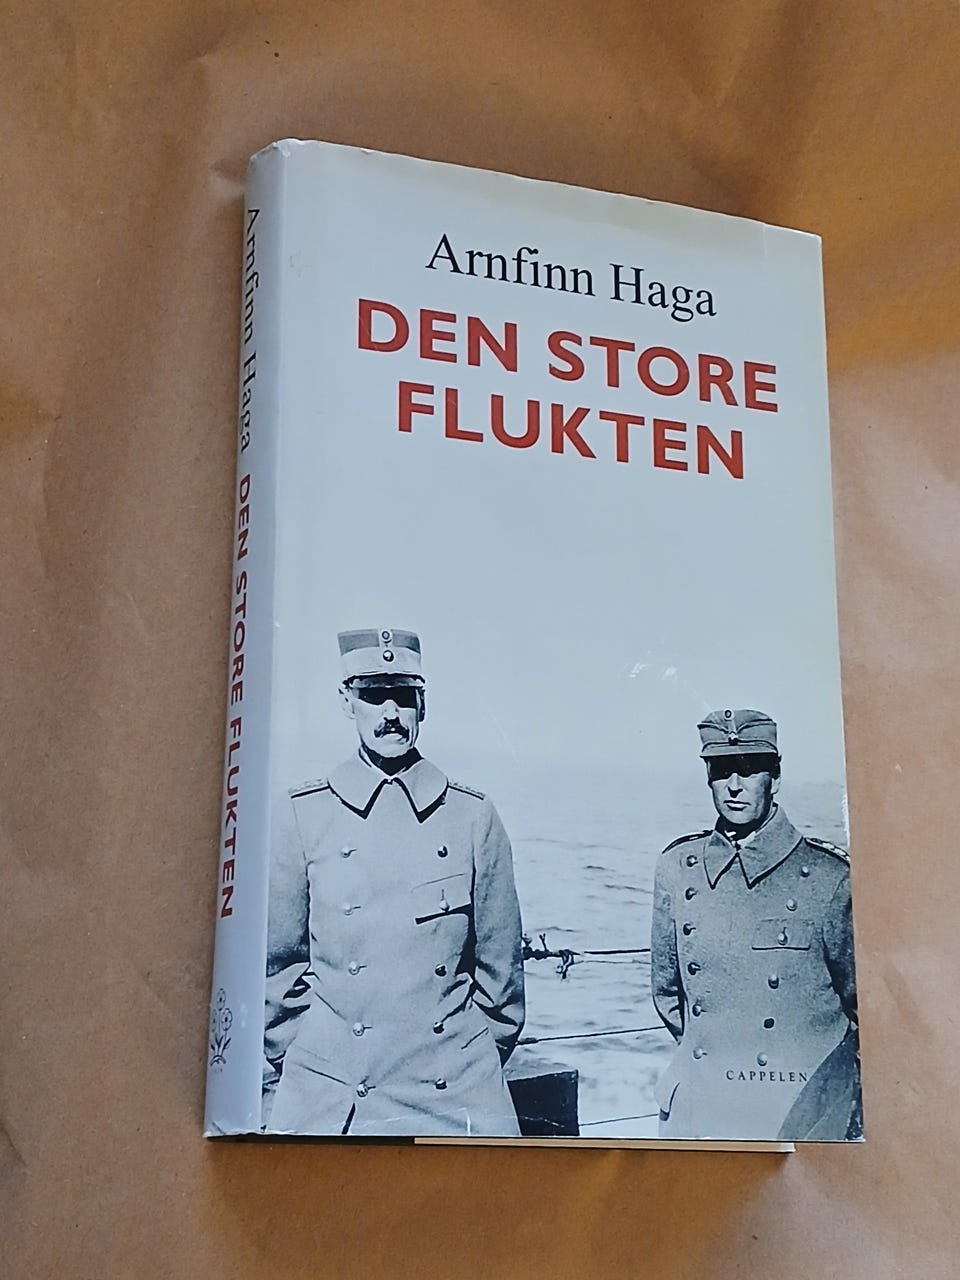 Arnfinn Haga
DEN STORE
FLUKTEN
CAPPELEN
Arnfinn Haga DEN STORE FLUKTEN